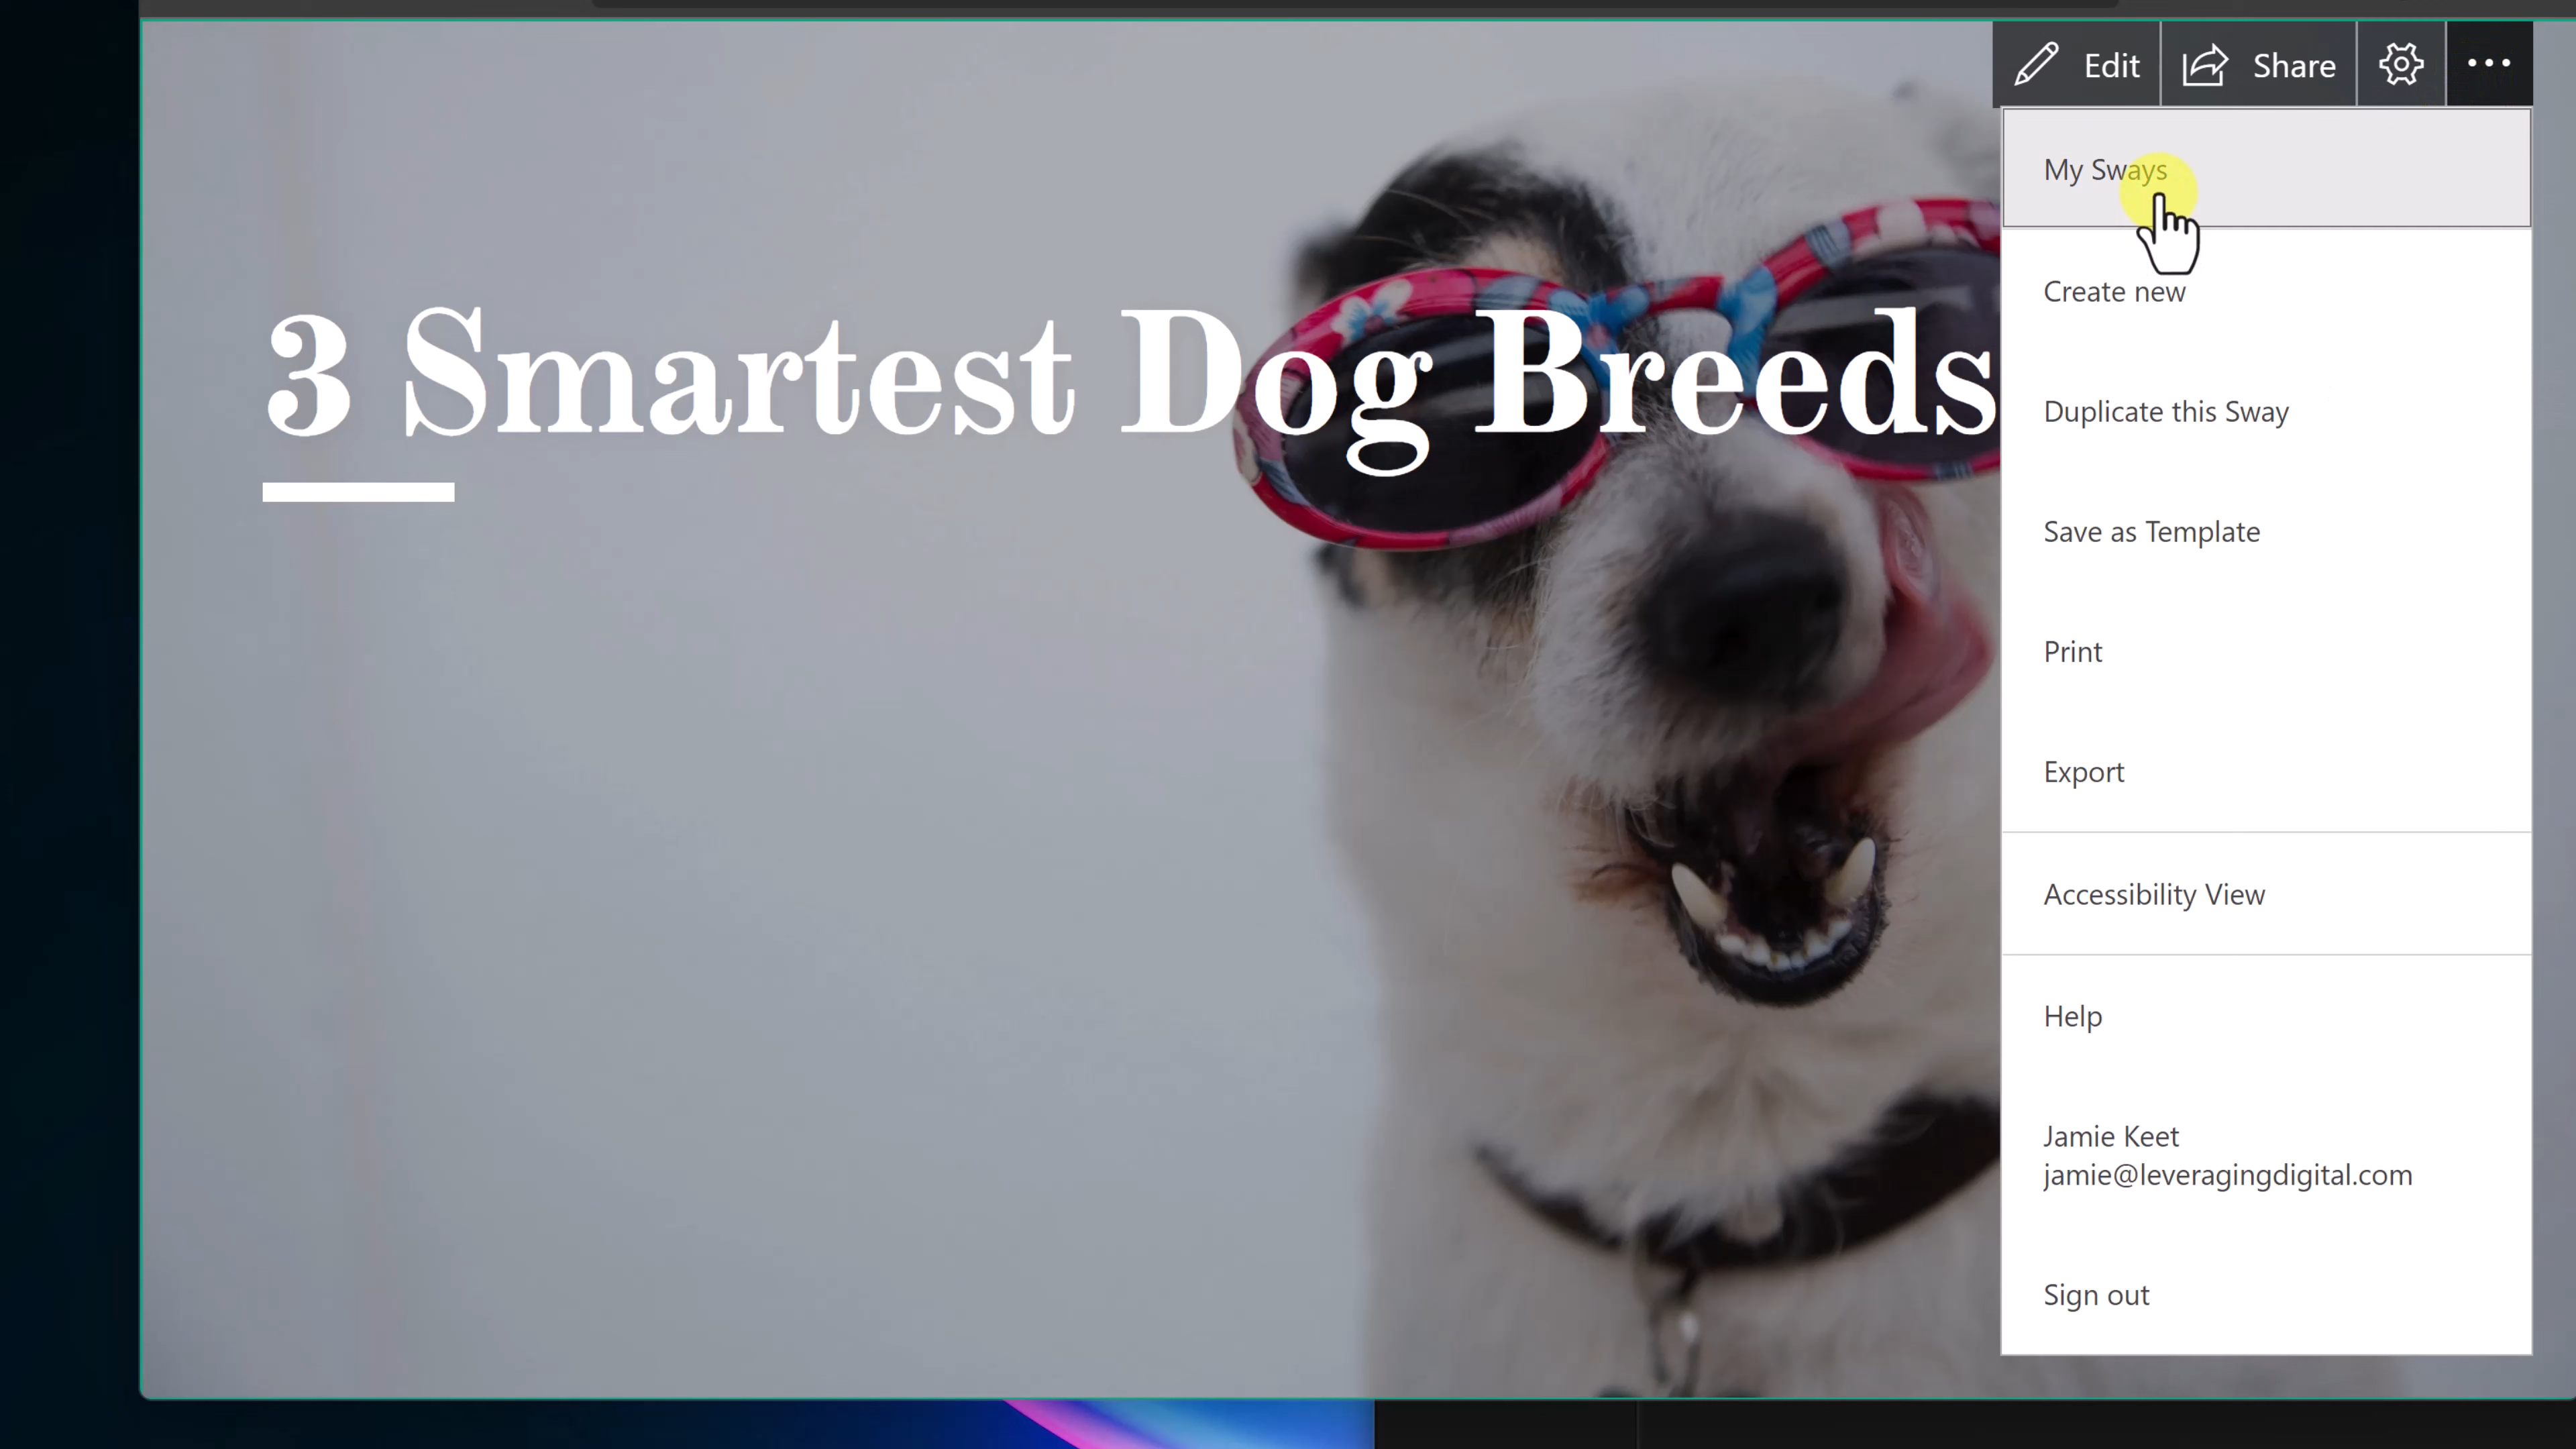 Edit
Share
My Sways
Create new
3 Smartest Dog Breeds
Duplicate this Sway
Save as Template
Print
Export
Accessibility View
Help
Jamie Keet
jamie@leveragingdigital.com
Sign out